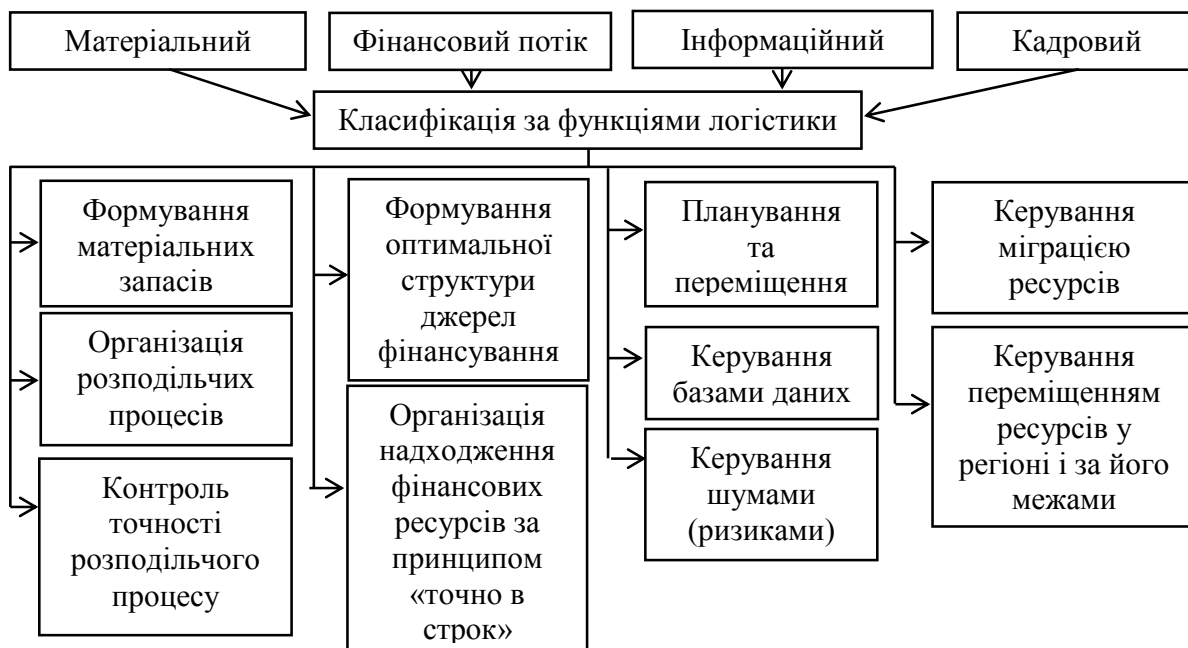 Матеріальний
Фінансовий потік
Інформаційний
Кадровий
Класифікація за функціями логістики
Формування
матеріальних
запасів
Організація
розподільчих
процесів
Контроль
точності
розподільчого
процесу
Формування
оптимальної
структури
джерел
фінансування
Організація
надходження
фінансових
ресурсів за
принципом
«точно в
строк»
Планування
та
переміщення
Керування
базами даних
Керування
шумами
(ризиками)
Керування
міграцією
ресурсів
Керування
переміщенням
ресурсів у
регіоні і за його
межами